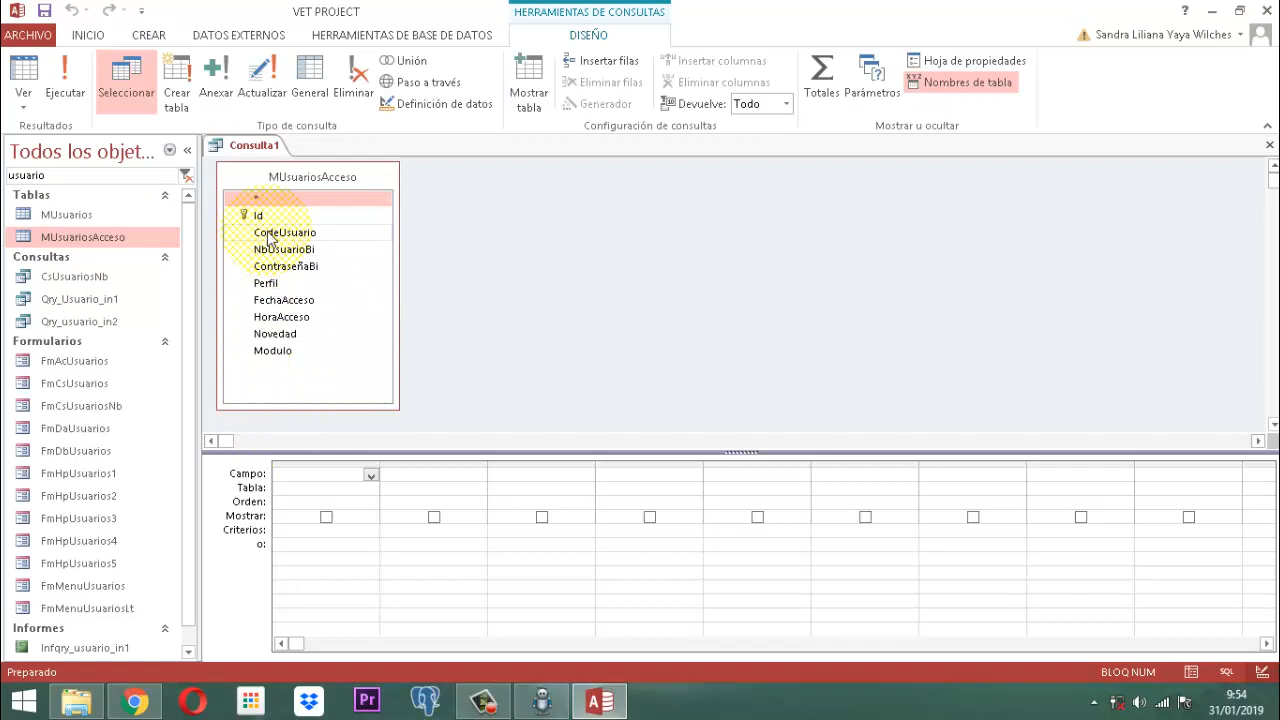 VET PROJECT
HERRAMIENTAS DE CONSULTAS
?
ARCHIVO
INICIO
CREAR
DATOS EXTERNOS
HERRAMIENTAS DE BASE DE DATOS
DISEÑO
Sandra Liliana Yaya Wilches
Ver
Ejecutar
Seleccionar
Crear tabla
Anexar
Actualizar
General
Eliminar
Unión
Paso a través
Definición de datos
Mostrar tabla
Insertar filas
Eliminar filas
Generador
Insertar columnas
Eliminar columnas
Devuelve: Todo
Totales
Parámetros
Hoja de propiedades
Nombres de tabla
Resultados
Tipo de consulta
Configuración de consultas
Mostrar u ocultar
Todos los objet...
usuario
Tablas
MUsuarios
MUsuariosAcceso
Consultas
CsUsuariosNb
Qry_Usuario_in1
Qry_usuario_in2
Formularios
FmAcUsuarios
FmCsUsuarios
FmCsUsuariosNb
FmDaUsuarios
FmDbUsuarios
FmHpUsuarios1
FmHpUsuarios2
FmHpUsuarios3
FmHpUsuarios4
FmHpUsuarios5
FmMenuUsuarios
FmMenuUsuariosLt
Informes
Infqry_usuario_in1
Consulta1
MUsuariosAcceso
*
Id
CodeUsuario
NbUsuarioBi
ContraseñaBi
Perfil
FechaAcceso
HoraAcceso
Novedad
Modulo
Campo:
Tabla:
Orden:
Mostrar:
Criterios:
o:
Preparado
BLOQ NUM
SQL
Pr
9:54
31/01/2019